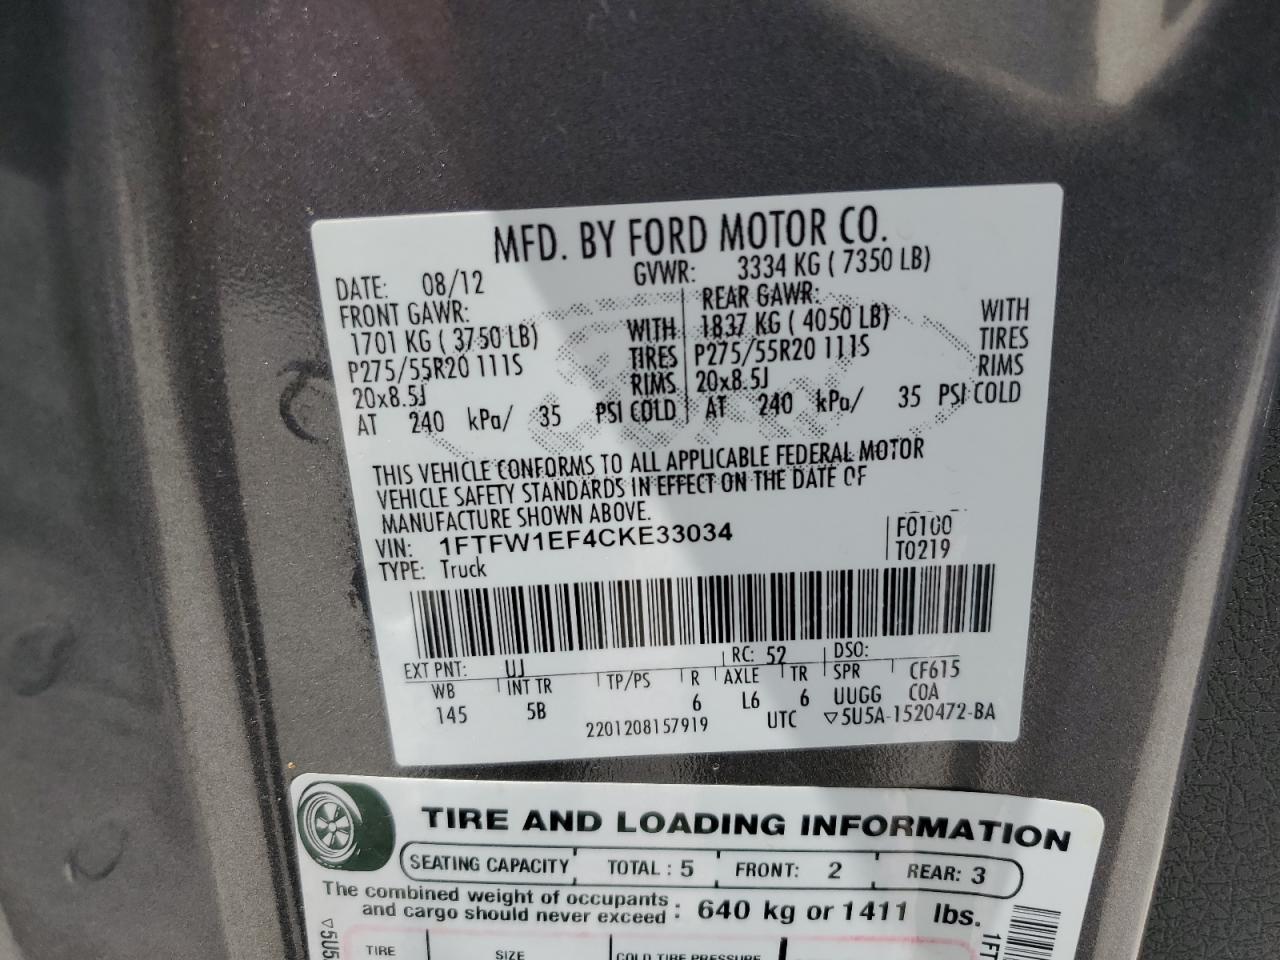 MFD. BY FORD MOTOR CO.
DATE: 08/12 GVWR: 3334 KG ( 7350 LB)
FRONT GAWR: REAR GAWR:
1701 KG ( 3750 LB) WITH 1837 KG ( 4050 LB) WITH
P275/55R20 111S TIRES P275/55R20 111S TIRES
20x8.5J RIMS 20x8.5J RIMS
AT 240 kPa/ 35 PSI COLD AT 240 kPa/ 35 PSI COLD
THIS VEHICLE CONFORMS TO ALL APPLICABLE FEDERAL MOTOR
VEHICLE SAFETY STANDARDS IN EFFECT ON THE DATE OF
MANUFACTURE SHOWN ABOVE.
VIN: 1FTFW1EF4CKE33034 F0100
TYPE: Truck T0219
EXT PNT: UJ RC: 52 DSO:
WB INT TR TP/PS R AXLE TR SPR CF615
145 5B 6 L6 6 UUGG COA
2201208157919 UTC ▽5U5A-1520472-BA
TIRE AND LOADING INFORMATION
SEATING CAPACITY TOTAL : 5 FRONT: 2 REAR: 3
The combined weight of occupants
and cargo should never exceed : 640 kg or 1411 lbs.
TIRE SIZE COLD TIRE PRESSURE
▽5U5
1FT